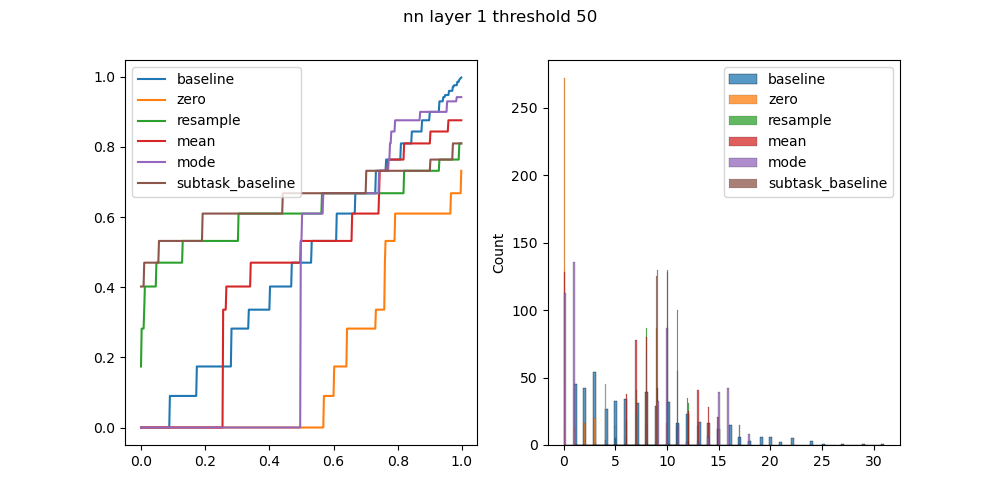 nn layer 1 threshold 50
1.0
0.8
0.6
0.4
0.2
0.0
0.0 0.2 0.4 0.6 0.8 1.0
baseline
zero
resample
mean
mode
subtask_baseline
Count
250
200
150
100
50
0
0 5 10 15 20 25 30
baseline
zero
resample
mean
mode
subtask_baseline